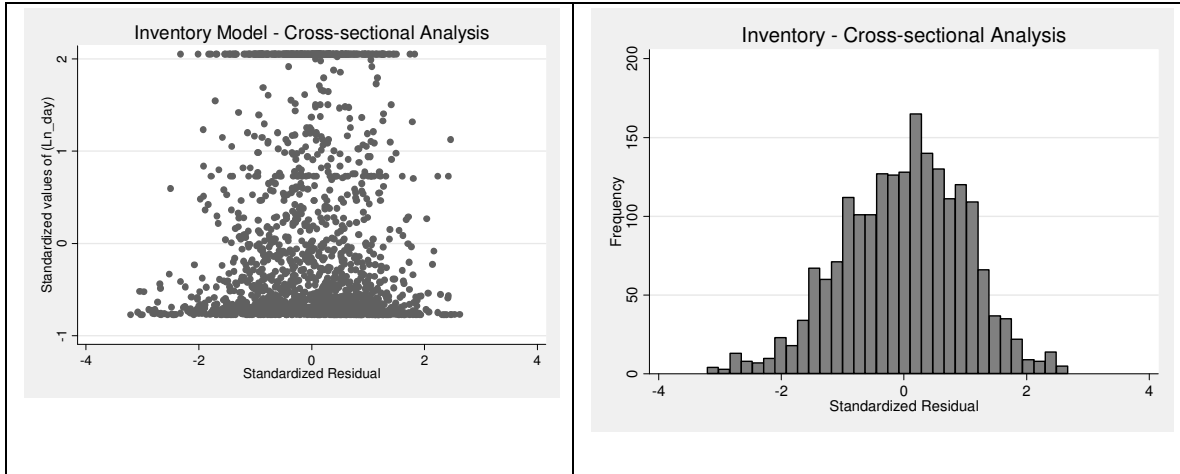 Inventory Model - Cross-sectional Analysis
Standardized values of (Ln_day)
2
1
0
-1
-4 -2 0 2 4
Standardized Residual
Inventory - Cross-sectional Analysis
Frequency
200
150
100
50
0
-4 -2 0 2 4
Standardized Residual